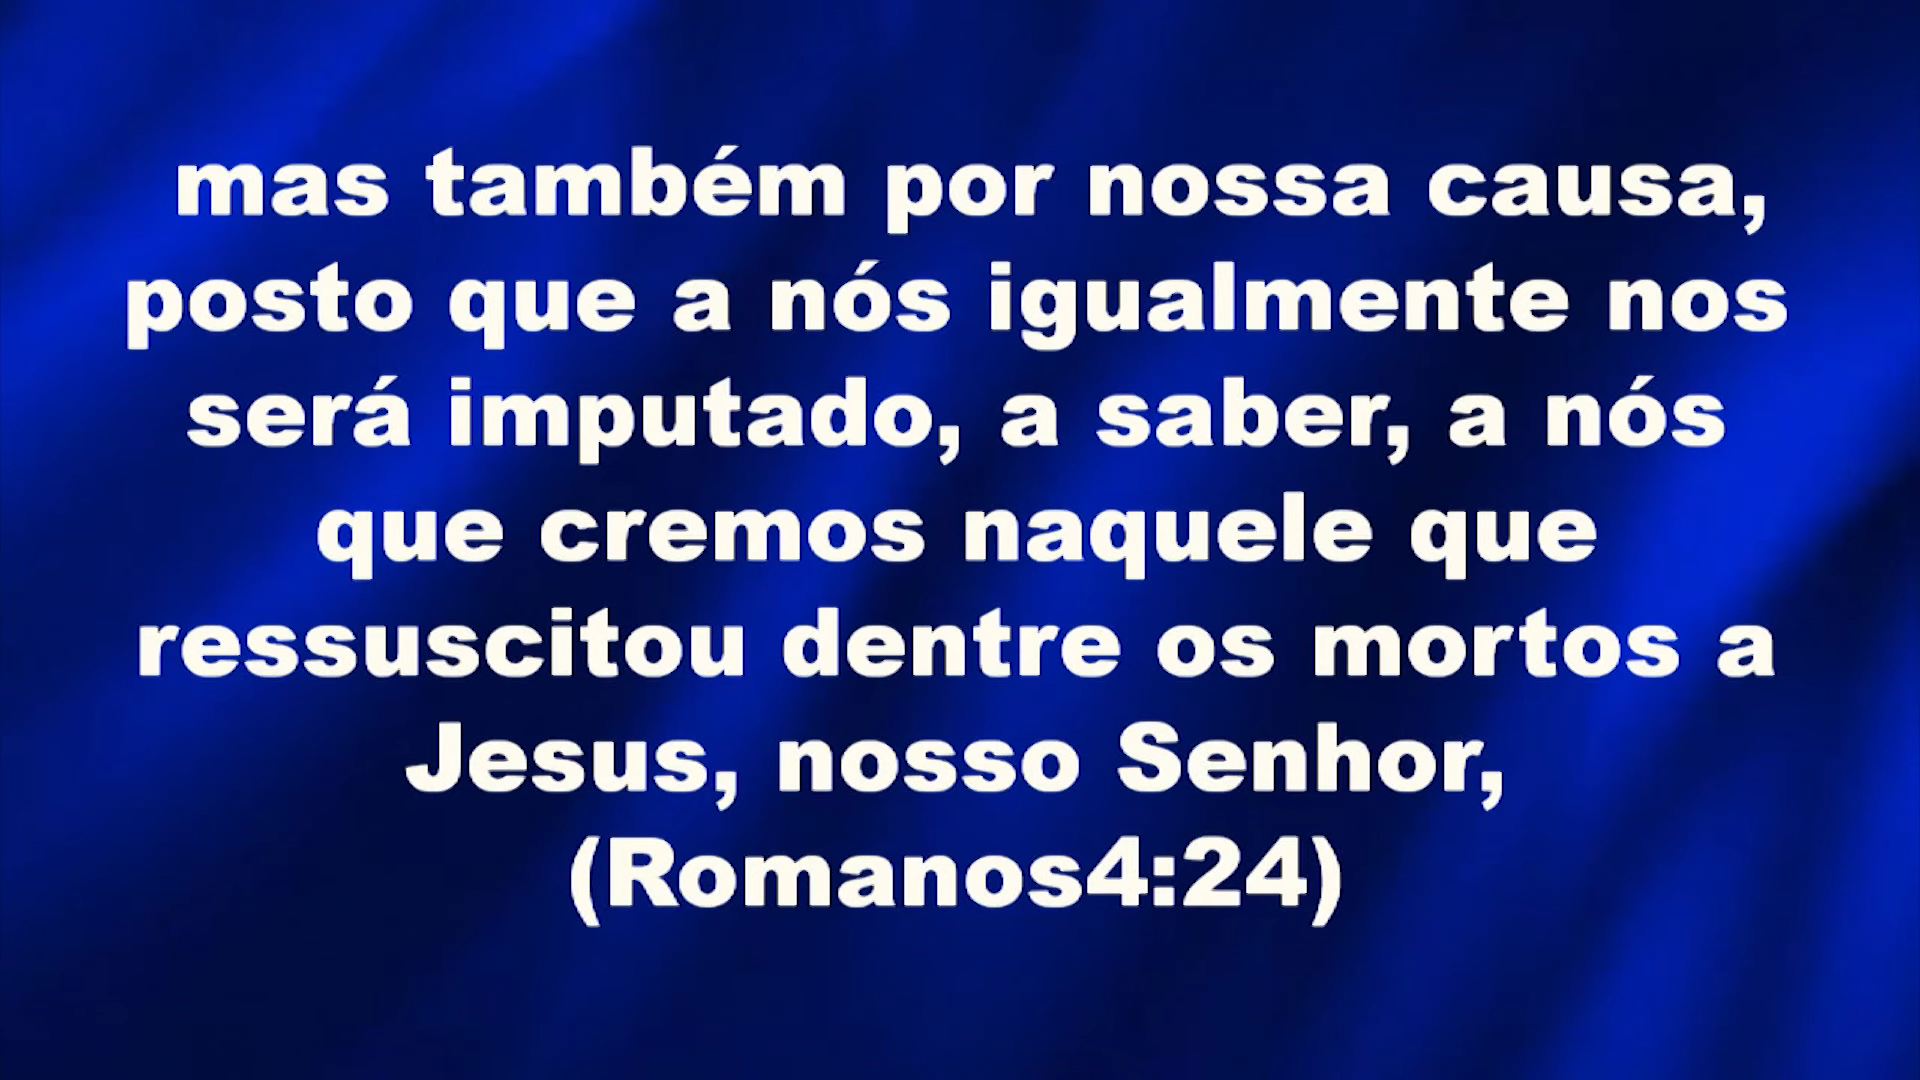 mas também por nossa causa,
posto que a nós igualmente nos
será imputado, a saber, a nós
que cremos naquele que
ressuscitou dentre os mortos a
Jesus, nosso Senhor,
(Romanos4:24)